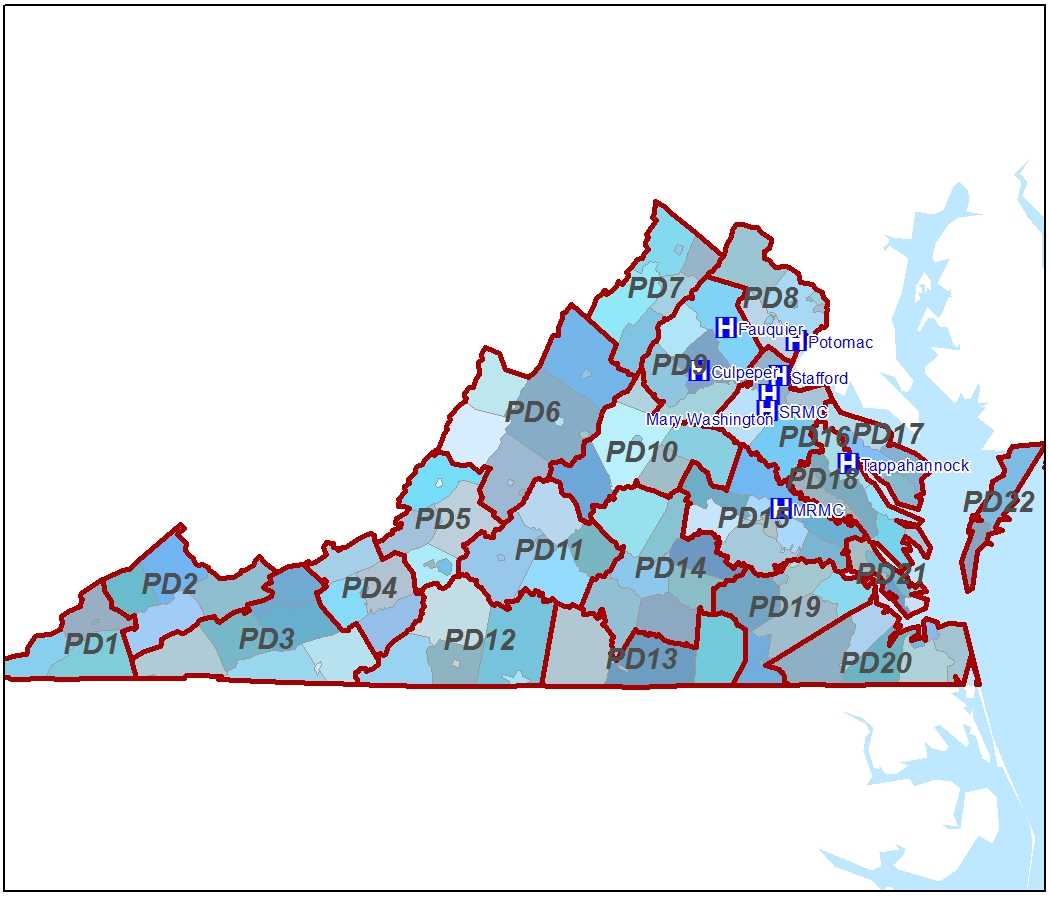 PD7
PD8
H Fauquier
H Potomac
PD9
H Culpeper
H Stafford
H
H SRMC
Mary Washington
PD6
PD16
PD17
PD10
H Tappahannock
PD18
PD22
PD5
PD15
H MRMC
PD11
PD14
PD21
PD2
PD4
PD19
PD1
PD3
PD12
PD13
PD20